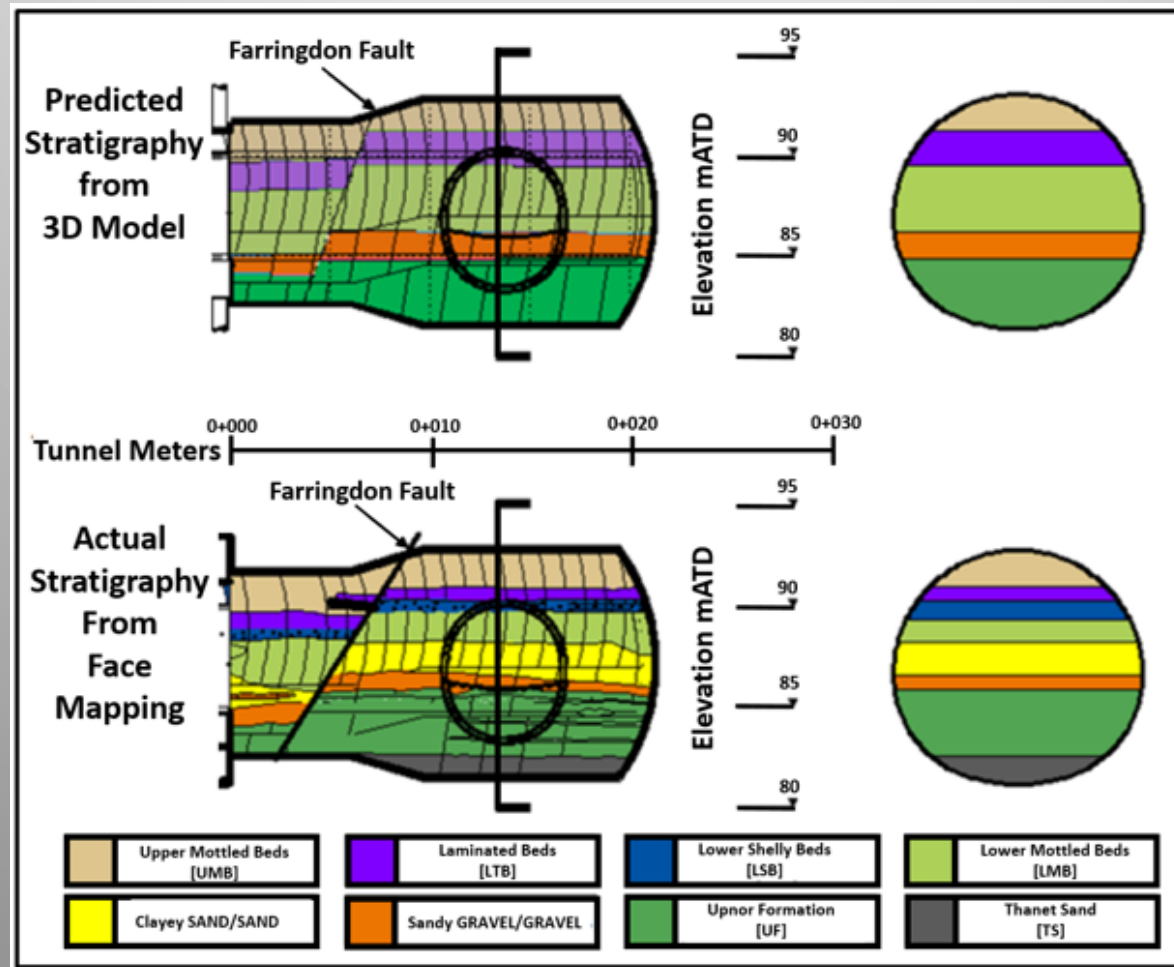 Farringdon Fault
Predicted
Stratigraphy
from
3D Model
Elevation mATD
95
90
85
80
Tunnel Meters
0+000
0+010
0+020
0+030
Farringdon Fault
Actual
Stratigraphy
From
Face
Mapping
Elevation mATD
95
90
85
80
Upper Mottled Beds
[UMB]
Laminated Beds
[LTB]
Lower Shelly Beds
[LSB]
Lower Mottled Beds
[LMB]
Clayey SAND/SAND
Sandy GRAVEL/GRAVEL
Upnor Formation
[UF]
Thanet Sand
[TS]